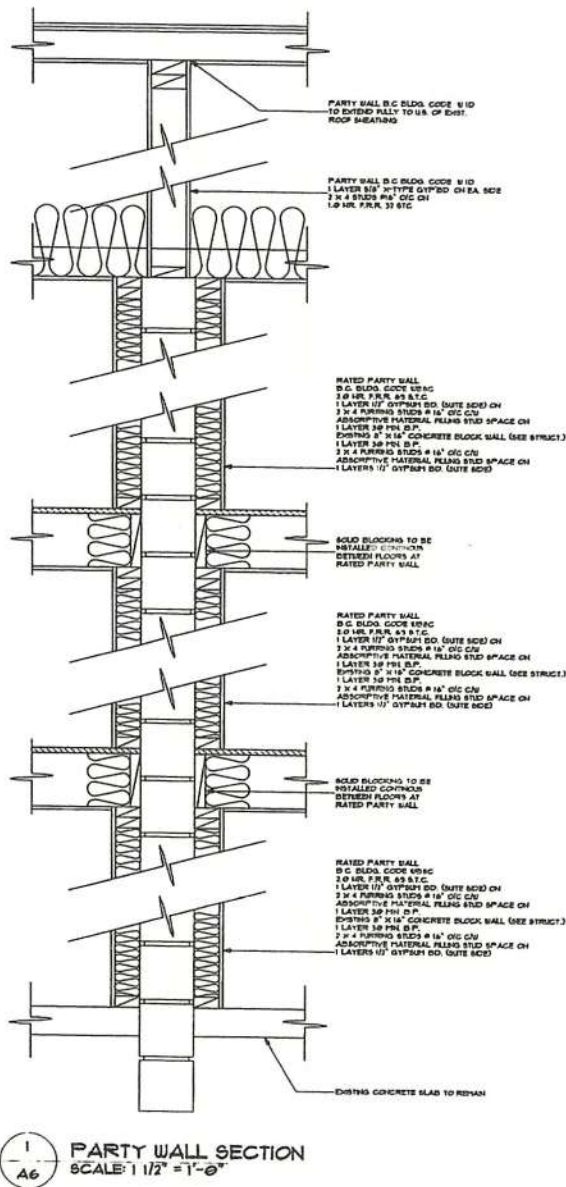 PARTY WALL B.C BLDG. CODE W1D
TO EXTEND FULLY TO U.S. OF EXIST.
ROOF SHEATHING
PARTY WALL B.C BLDG. CODE W1D
1 LAYER 5/8" X-TYPE GYP BD ON EA. SIDE
2 X 4 STUDS @16" O/C ON
1.0 HR. F.R.R. 32 STC
RATED PARTY WALL
B.C. BLDG. CODE
2.0 HR. F.R.R. 69 S.T.C.
1 LAYER 1/2" GYPSUM BD. (SUITE SIDE) ON
2 X 4 FURRING STUDS @ 16" O/C C/W
ABSORPTIVE MATERIAL FILLING STUD SPACE ON
1 LAYER 30 MIN. B.P.
EXISTING 8" X 16" CONCRETE BLOCK WALL (SEE STRUCT.)
1 LAYER 30 MIN. B.P.
2 X 4 FURRING STUDS @ 16" O/C C/W
ABSORPTIVE MATERIAL FILLING STUD SPACE ON
1 LAYERS 1/2" GYPSUM BD. (SUITE SIDE)
SOLID BLOCKING TO BE
INSTALLED CONTINOUS
BETWEEN FLOORS AT
RATED PARTY WALL
RATED PARTY WALL
B.C. BLDG. CODE
2.0 HR. F.R.R. 69 S.T.C.
1 LAYER 1/2" GYPSUM BD. (SUITE SIDE) ON
2 X 4 FURRING STUDS @ 16" O/C C/W
ABSORPTIVE MATERIAL FILLING STUD SPACE ON
1 LAYER 30 MIN. B.P.
EXISTING 8" X 16" CONCRETE BLOCK WALL (SEE STRUCT.)
1 LAYER 30 MIN. B.P.
2 X 4 FURRING STUDS @ 16" O/C C/W
ABSORPTIVE MATERIAL FILLING STUD SPACE ON
1 LAYERS 1/2" GYPSUM BD. (SUITE SIDE)
SOLID BLOCKING TO BE
INSTALLED CONTINOUS
BETWEEN FLOORS AT
RATED PARTY WALL
RATED PARTY WALL
B.C. BLDG. CODE
2.0 HR. F.R.R. 69 S.T.C.
1 LAYER 1/2" GYPSUM BD. (SUITE SIDE) ON
2 X 4 FURRING STUDS @ 16" O/C C/W
ABSORPTIVE MATERIAL FILLING STUD SPACE ON
1 LAYER 30 MIN. B.P.
EXISTING 8" X 16" CONCRETE BLOCK WALL (SEE STRUCT.)
1 LAYER 30 MIN. B.P.
2 X 4 FURRING STUDS @ 16" O/C C/W
ABSORPTIVE MATERIAL FILLING STUD SPACE ON
1 LAYERS 1/2" GYPSUM BD. (SUITE SIDE)
EXISTING CONCRETE SLAB TO REMAIN
1
A6
PARTY WALL SECTION
SCALE: 1 1/2" = 1'-0"